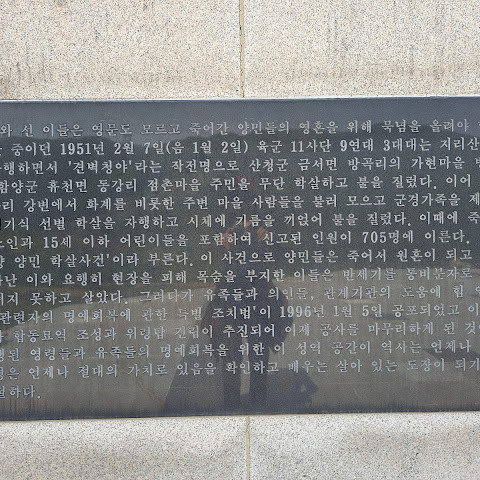 와 선 이들은 영문도 모르고 죽어간 양민들의 영혼을 위해 묵념을 올려야
중이던 1951년 2월 7일(음 1월 2일) 육군 11사단 9연대 3대대는 지리산
행하면서 '견벽청야'라는 작전명으로 산청군 금서면 방곡리의 가현마을
함양군 휴천면 동강리 점촌마을 주민을 무단 학살하고 불을 질렀다. 이어
리 강변에서 화계를 비롯한 주변 마을 사람들을 불러 모으고 군경가족을 제
기식 선별 학살을 자행하고 시체에 기름을 끼얹어 불을 질렀다. 이때에 죽
인과 15세 이하 어린이들을 포함하여 신고된 인원이 705명에 이른다.
양민 학살사건'이라 부른다. 이 사건으로 양민들은 죽어서 원혼이 되고
난 이와 요행히 현장을 피해 목숨을 부지한 이들은 반세기를 통비분자로
지 못하고 살았다. 그러다가 유족들과 의원들, 관계기관의 도움에 힘
관련자의 명예회복에 관한 특별 조치법'이 1996년 1월 5일 공포되었고 이
합동묘역 조성과 위령탑 건립이 추진되어 이제 공사를 마무리하게 된 것
된 영령들과 유족들의 명예회복을 위한 이 성역 공간이 역사는 언제나
은 언제나 절대의 가치로 있음을 확인하고 배우는 살아 있는 도장이 되기
하다.